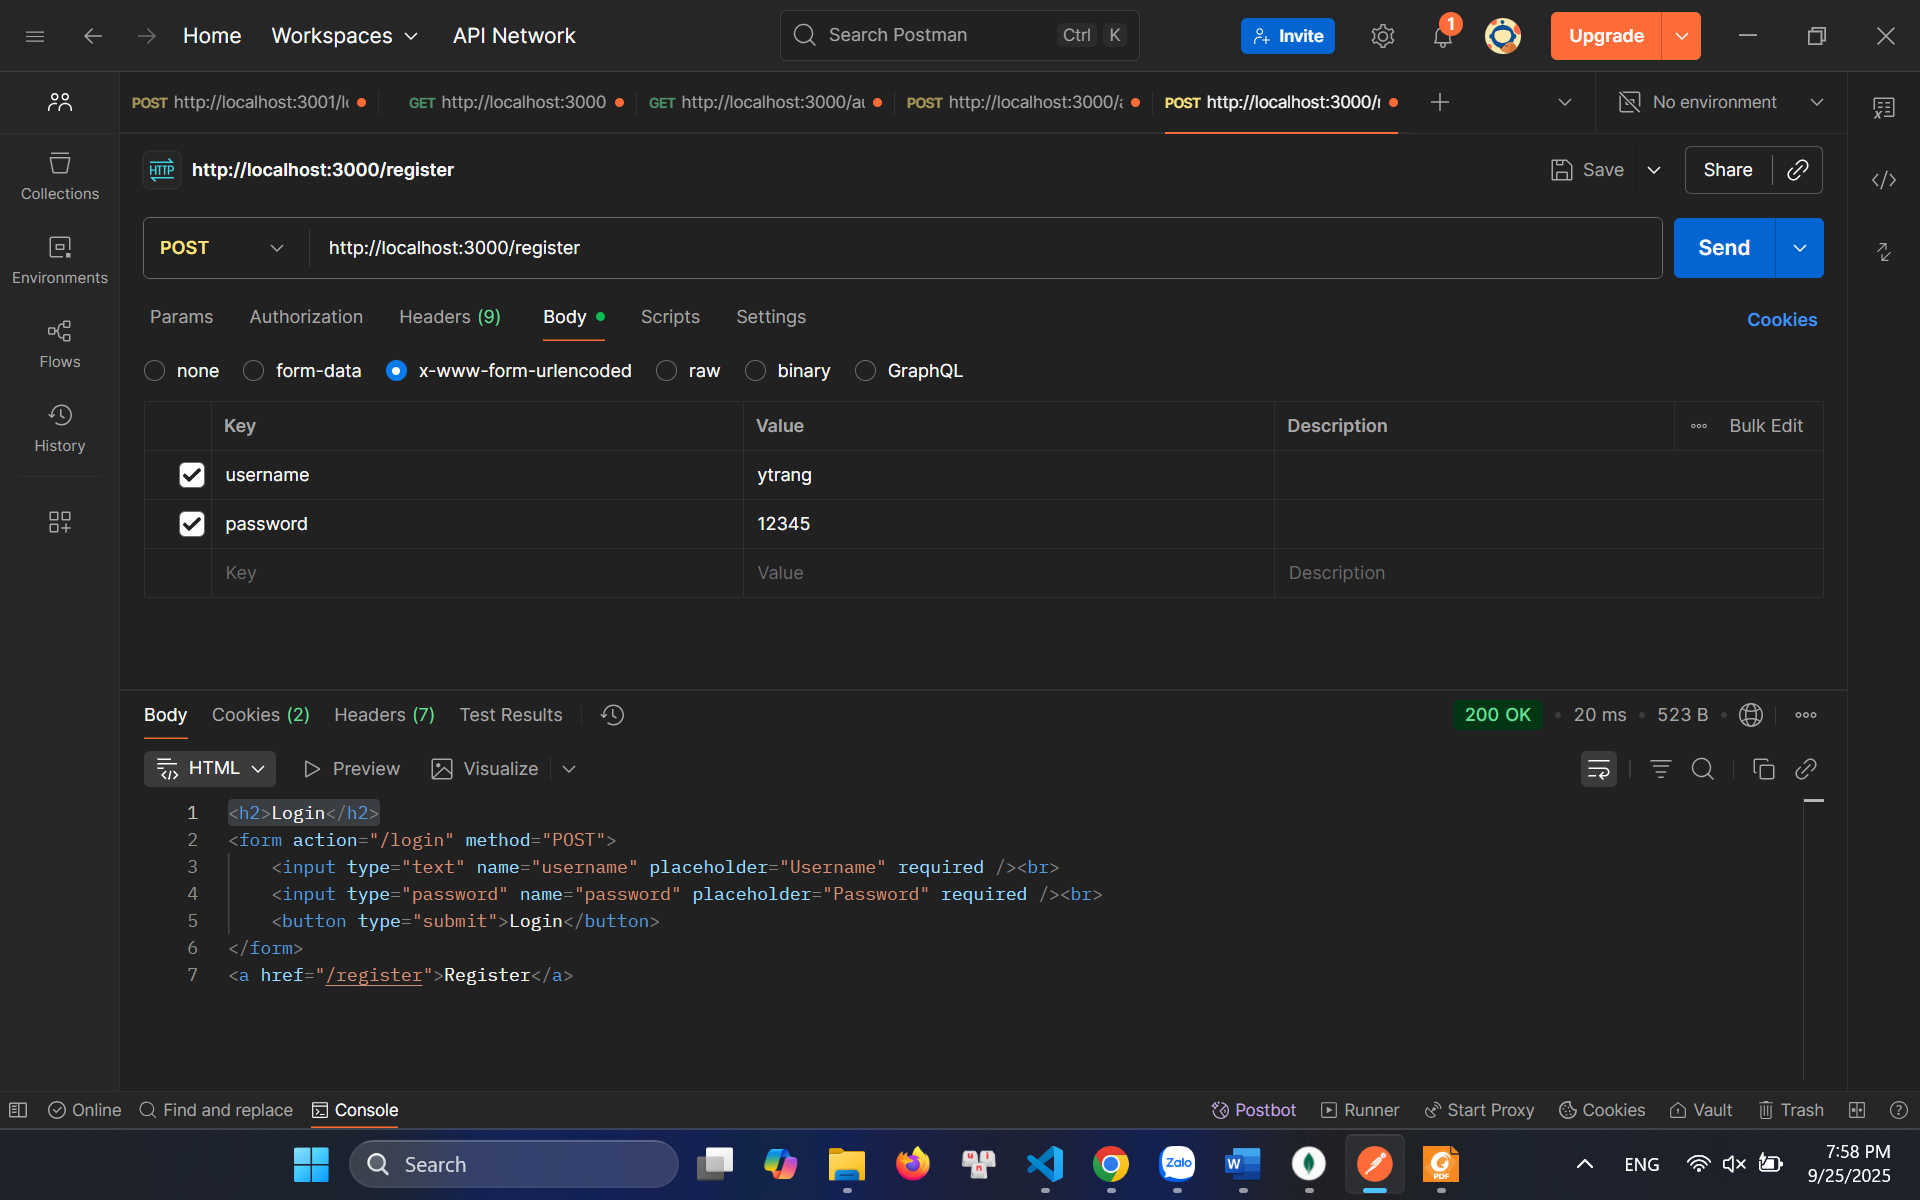 Home Workspaces API Network Search Postman Ctrl K Invite 1 Upgrade
POST http://localhost:3001/l GET http://localhost:3000 GET http://localhost:3000/au POST http://localhost:3000/a POST http://localhost:3000/r No environment
HTTP http://localhost:3000/register Save Share
POST http://localhost:3000/register Send
Collections
Environments
Flows
History
Params Authorization Headers (9) Body Scripts Settings Cookies
none form-data x-www-form-urlencoded raw binary GraphQL
Key Value Description Bulk Edit
username ytrang
password 12345
Key Value Description
Body Cookies (2) Headers (7) Test Results 200 OK 20 ms 523 B
HTML Preview Visualize
1 <h2>Login</h2>
2 <form action="/login" method="POST">
3 <input type="text" name="username" placeholder="Username" required /><br>
4 <input type="password" name="password" placeholder="Password" required /><br>
5 <button type="submit">Login</button>
6 </form>
7 <a href="/register">Register</a>
Online Find and replace Console Postbot Runner Start Proxy Cookies Vault Trash
Search Zalo W PDF ENG 7:58 PM
9/25/2025